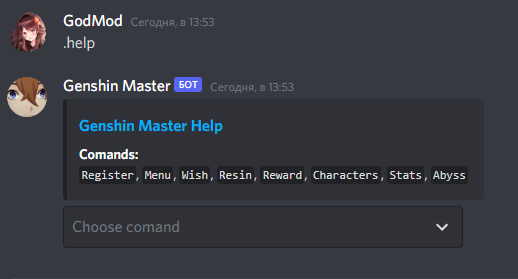 GodMod Сегодня, в 13:53
.help
Genshin Master БОТ Сегодня, в 13:53
Genshin Master Help
Comands:
Register, Menu, Wish, Resin, Reward, Characters, Stats, Abyss
Choose comand